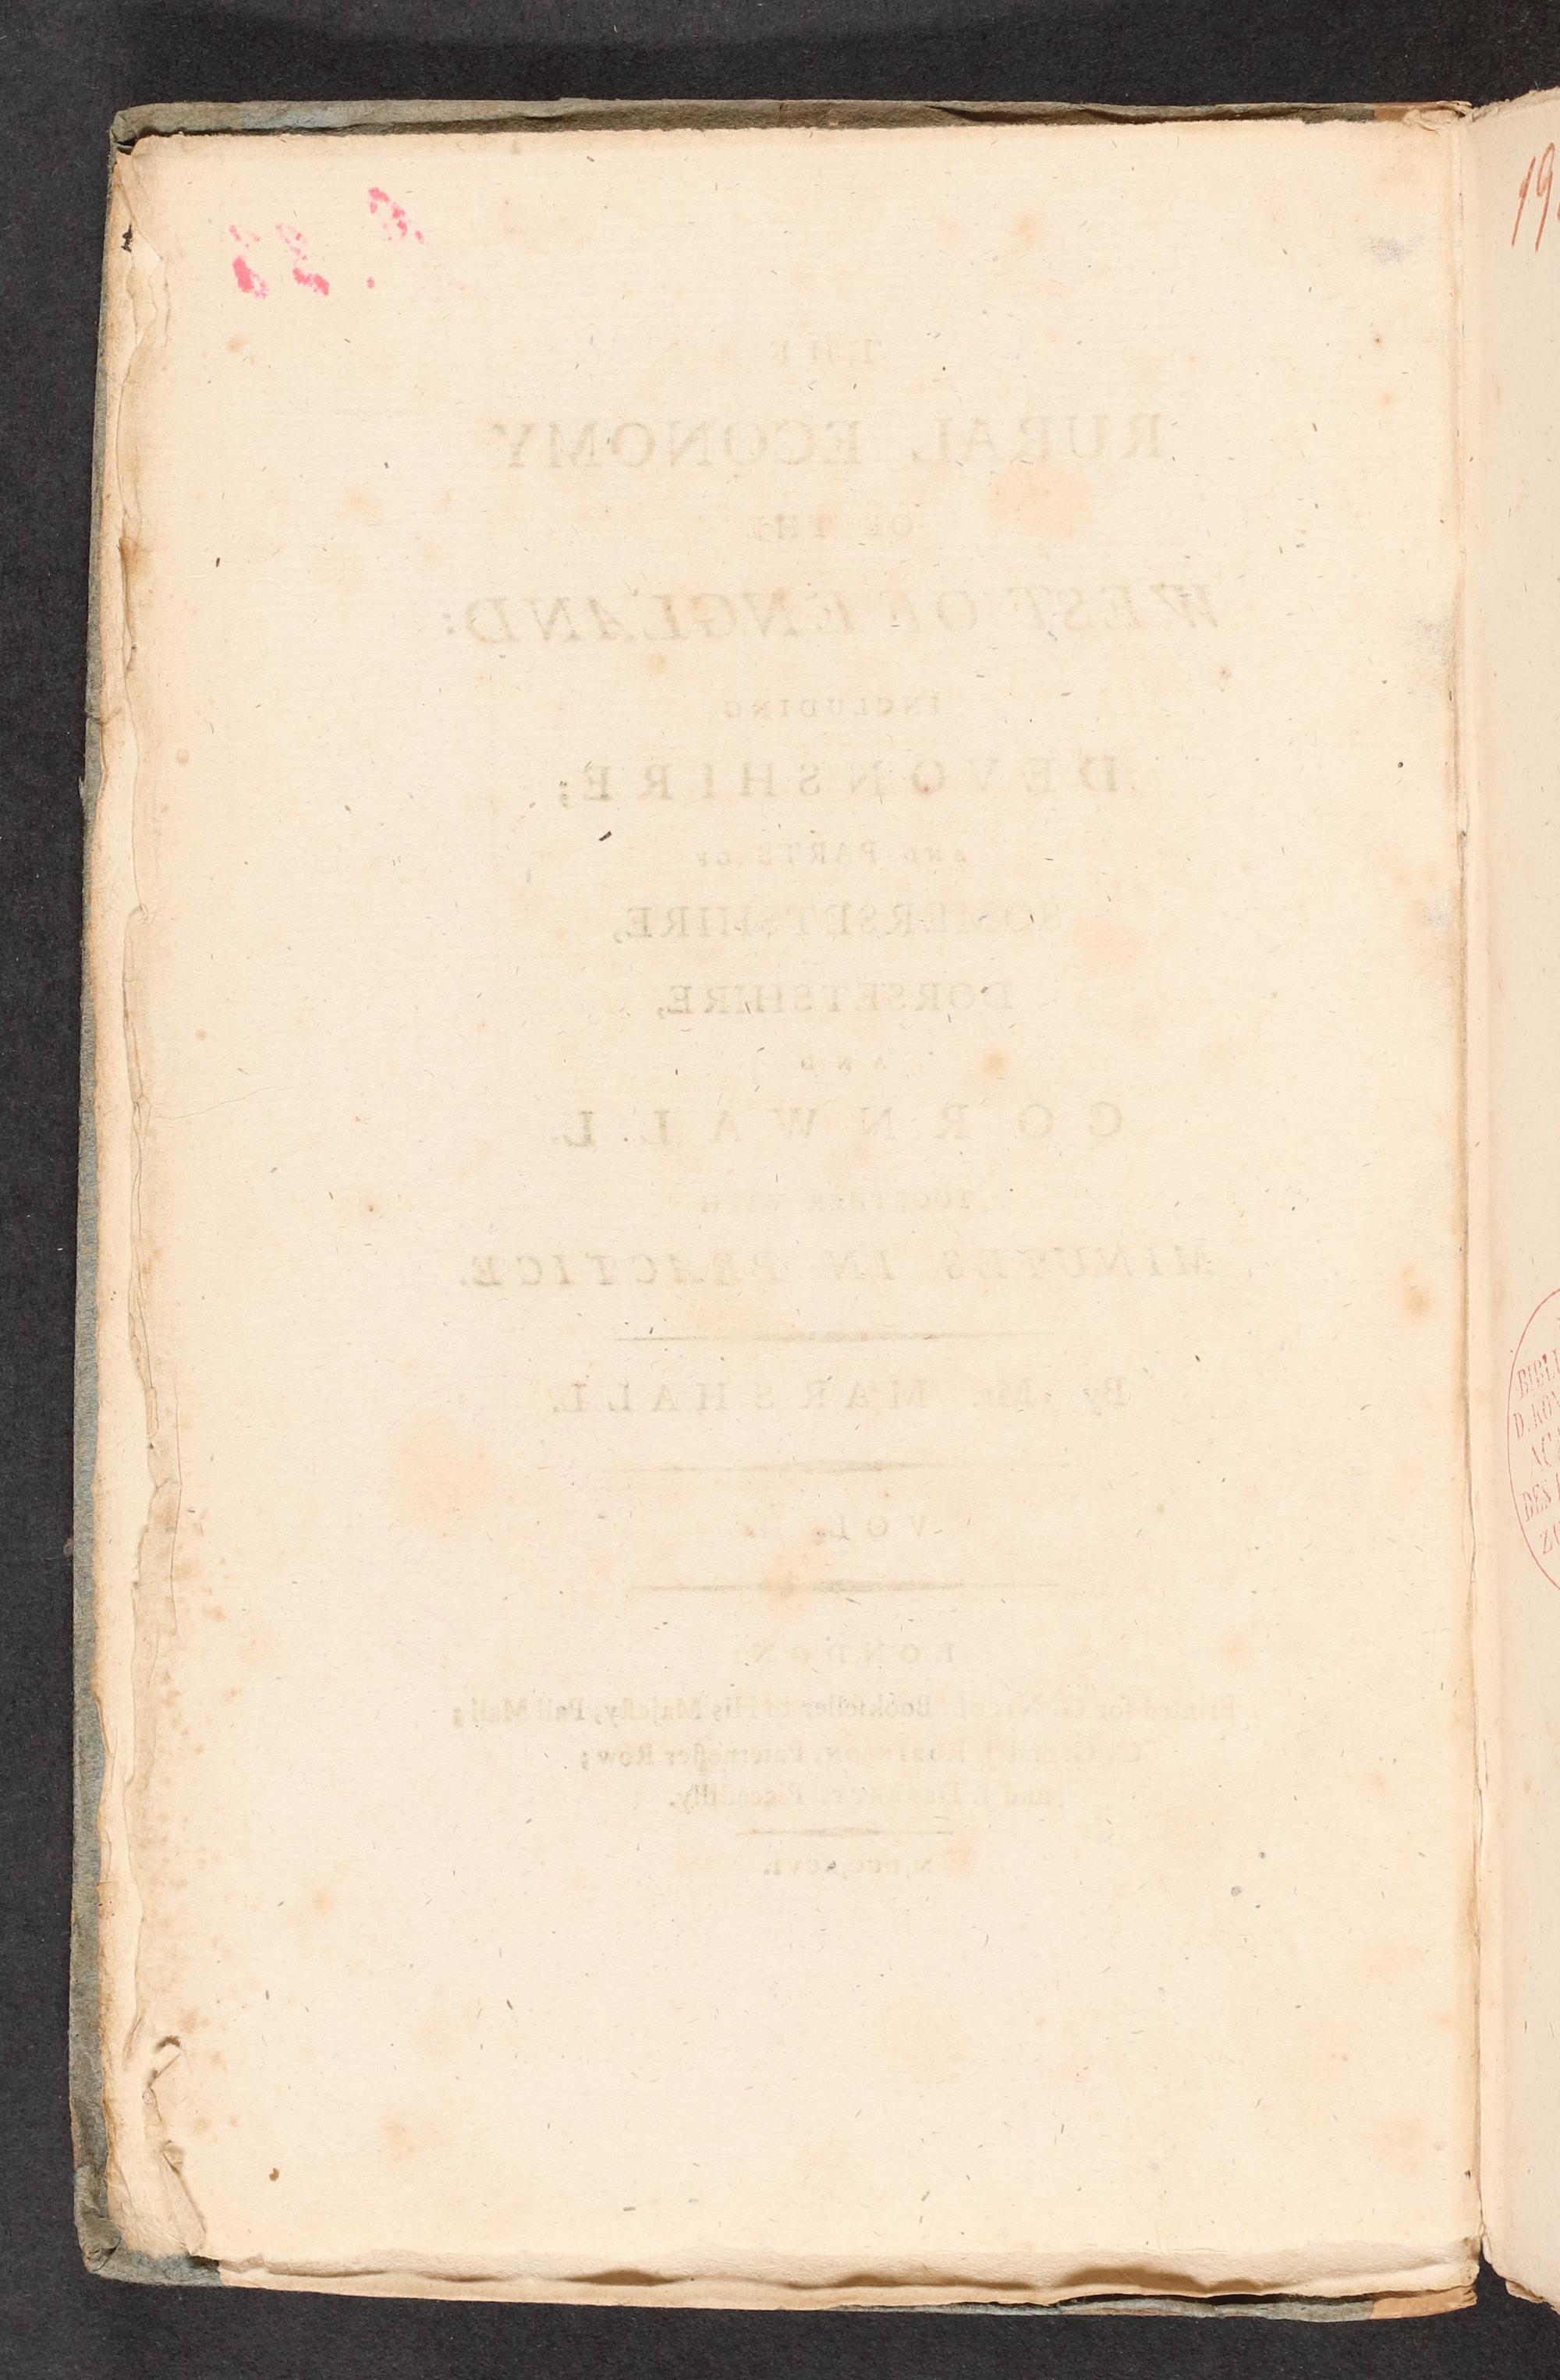 THE
RURAL ECONOMY
OF THE
WEST OF ENGLAND:
INCLUDING
DEVONSHIRE;
AND PARTS OF
SOMERSETSHIRE,
DORSETSHIRE,
AND
CORNWALL.
TOGETHER WITH
MINUTES IN PRACTICE.
By Mr. MARSHALL.
VOL.
LONDON:
Printed for G. NICOL, Bookſeller to His Majeſty, Pall Mall;
G. G. and J. ROBINSON, Paternoſter Row;
and J. DEBRETT, Piccadilly.
M,DCC,XCVI.
19
BIBLI